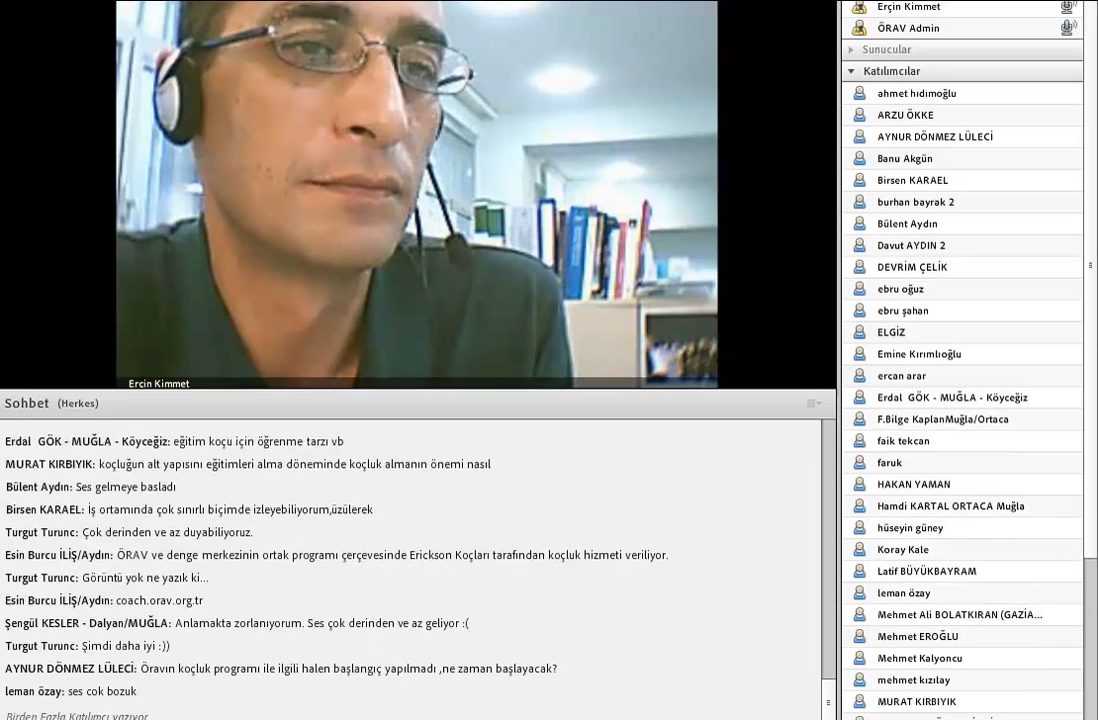 Erçin Kimmet
Sohbet (Herkes)
Erdal GÖK - MUĞLA - Köyceğiz: eğitim koçu için öğrenme tarzı vb
MURAT KIRBIYIK: koçluğun alt yapısını eğitimleri alma döneminde koçluk almanın önemi nasıl
Bülent Aydın: Ses gelmeye basladı
Birsen KARAEL: İş ortamında çok sınırlı biçimde izleyebiliyorum,üzülerek
Turgut Turunc: Çok derinden ve az duyabiliyoruz.
Esin Burcu İLİŞ/Aydın: ÖRAV ve denge merkezinin ortak programı çerçevesinde Erickson Koçları tarafından koçluk hizmeti veriliyor.
Turgut Turunc: Görüntü yok ne yazık ki...
Esin Burcu İLİŞ/Aydın: coach.orav.org.tr
Şengül KESLER - Dalyan/MUĞLA: Anlamakta zorlanıyorum. Ses çok derinden ve az geliyor :(
Turgut Turunc: Şimdi daha iyi :))
AYNUR DÖNMEZ LÜLECİ: Öravın koçluk programı ile ilgili halen başlangıç yapılmadı ,ne zaman başlayacak?
leman özay: ses cok bozuk
Birden Fazla Katılımcı yazıyor
Erçin Kimmet
ÖRAV Admin
Sunucular
Katılımcılar
ahmet hıdımoğlu
ARZU ÖKKE
AYNUR DÖNMEZ LÜLECİ
Banu Akgün
Birsen KARAEL
burhan bayrak 2
Bülent Aydın
Davut AYDIN 2
DEVRİM ÇELİK
ebru oğuz
ebru şahan
ELGİZ
Emine Kırımlıoğlu
ercan arar
Erdal GÖK - MUĞLA - Köyceğiz
F.Bilge KaplanMuğla/Ortaca
faik tekcan
faruk
HAKAN YAMAN
Hamdi KARTAL ORTACA Muğla
hüseyin güney
Koray Kale
Latif BÜYÜKBAYRAM
leman özay
Mehmet Ali BOLATKIRAN (GAZİA...
Mehmet EROĞLU
Mehmet Kalyoncu
mehmet kızılay
MURAT KIRBIYIK